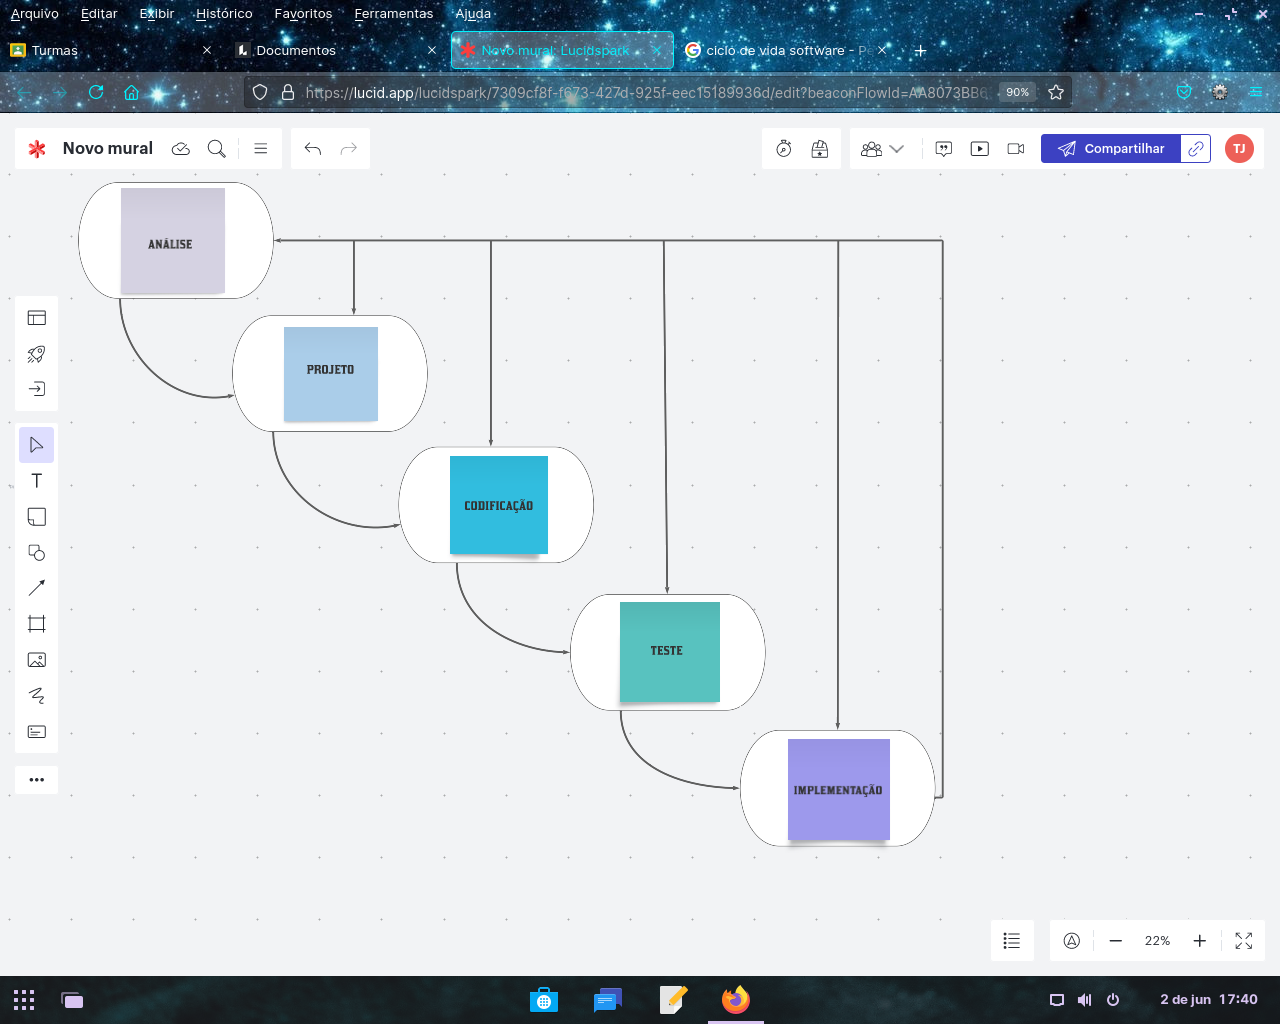 Arquivo Editar Exibir Histórico Favoritos Ferramentas Ajuda
Turmas Documentos Novo mural: Lucidspark ciclo de vida software - Pe
https://lucid.app/lucidspark/7309cf8f-f673-427d-925f-eec15189936d/edit?beaconFlowId=AA8073BB6 90%
Novo mural Compartilhar TJ
ANÁLISE
PROJETO
CODIFICAÇÃO
TESTE
IMPLEMENTAÇÃO
T
22%
2 de jun 17:40